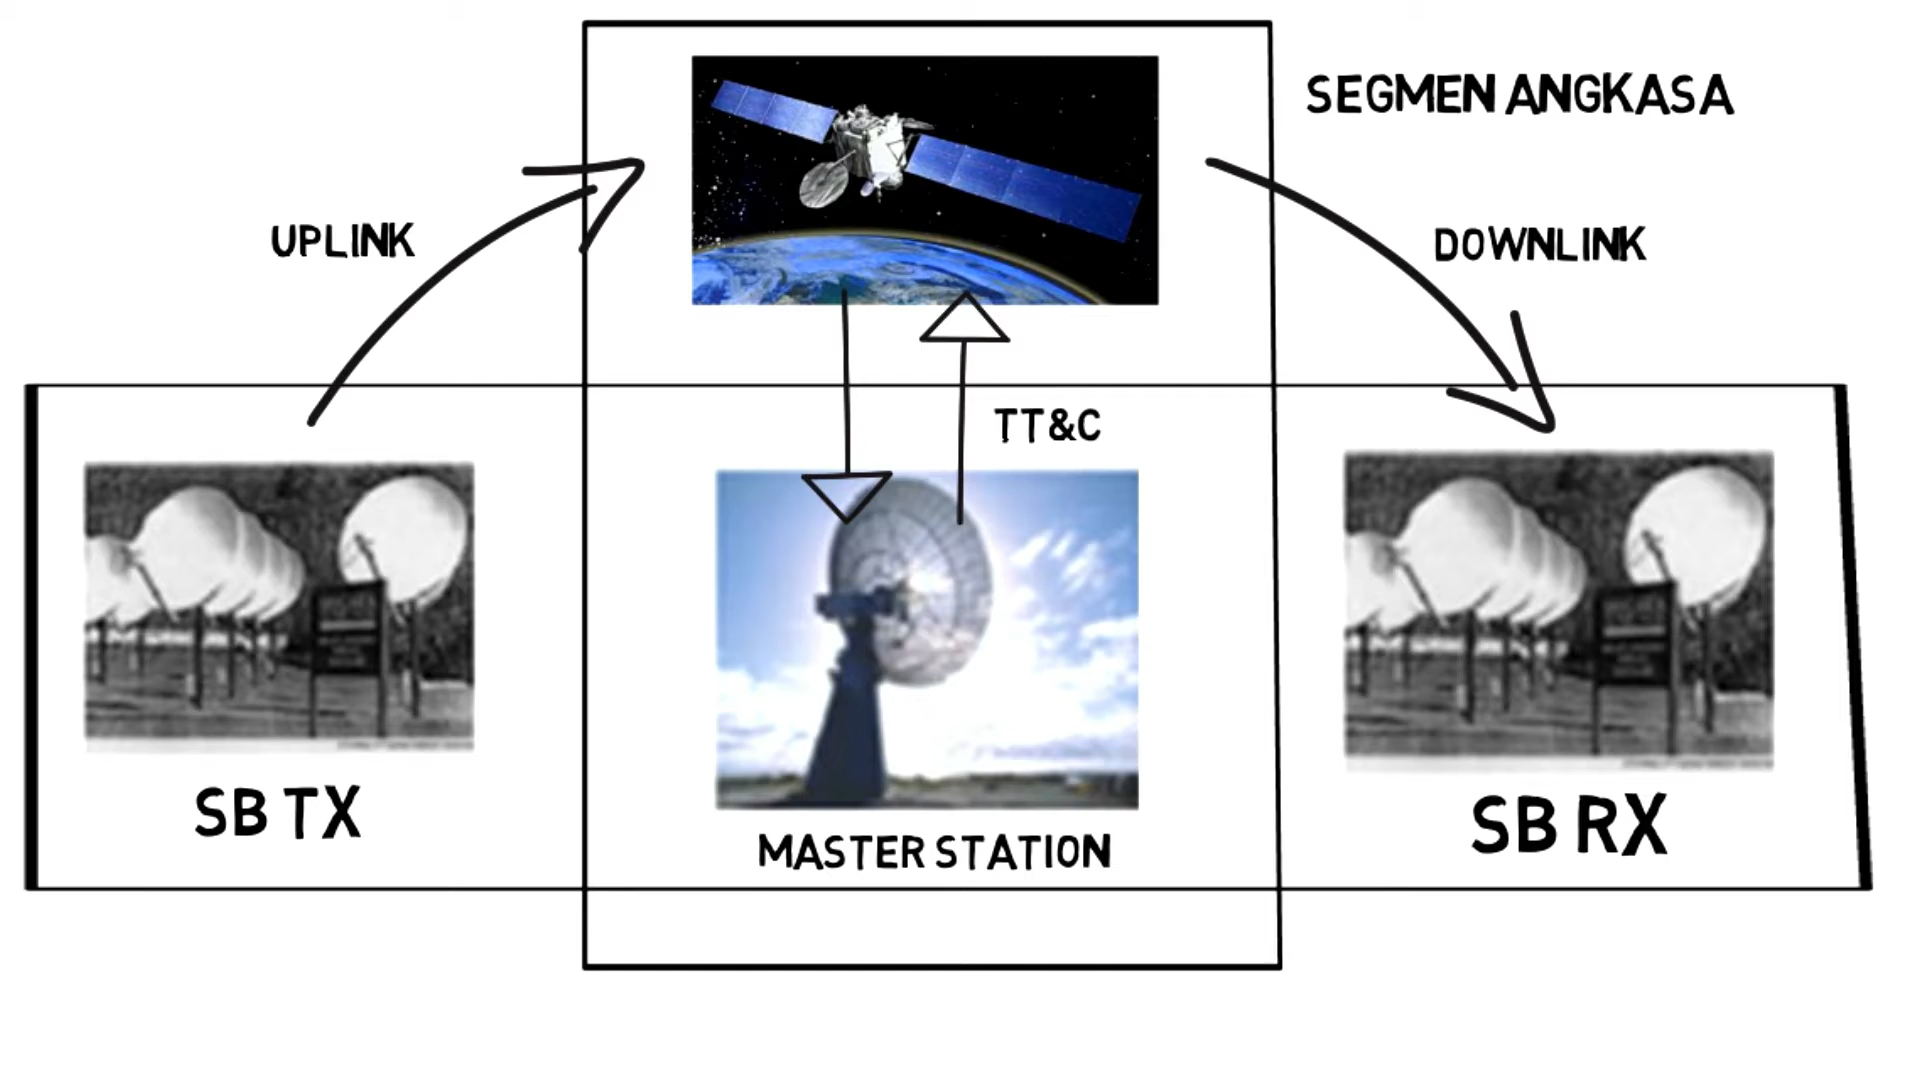 SEGMEN ANGKASA
UPLINK
DOWNLINK
TT&C
SB TX
MASTER STATION
SB RX